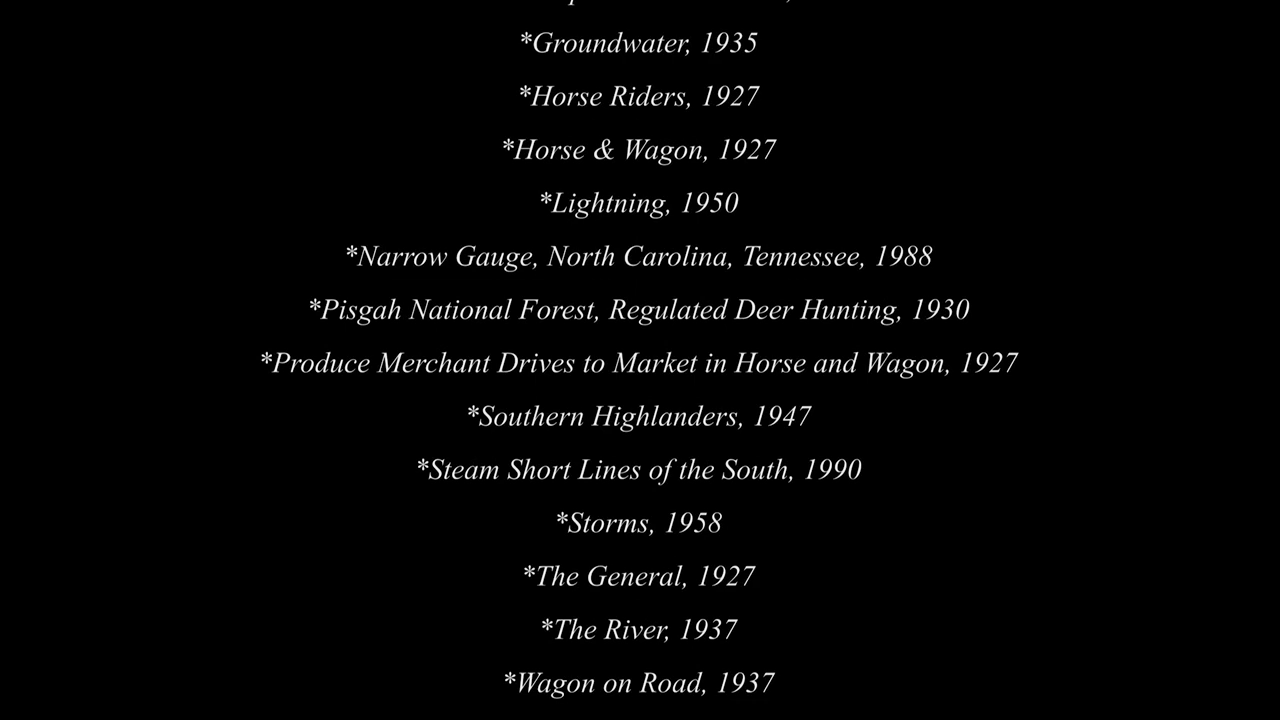 *Groundwater, 1935
*Horse Riders, 1927
*Horse & Wagon, 1927
*Lightning, 1950
*Narrow Gauge, North Carolina, Tennessee, 1988
*Pisgah National Forest, Regulated Deer Hunting, 1930
*Produce Merchant Drives to Market in Horse and Wagon, 1927
*Southern Highlanders, 1947
*Steam Short Lines of the South, 1990
*Storms, 1958
*The General, 1927
*The River, 1937
*Wagon on Road, 1937